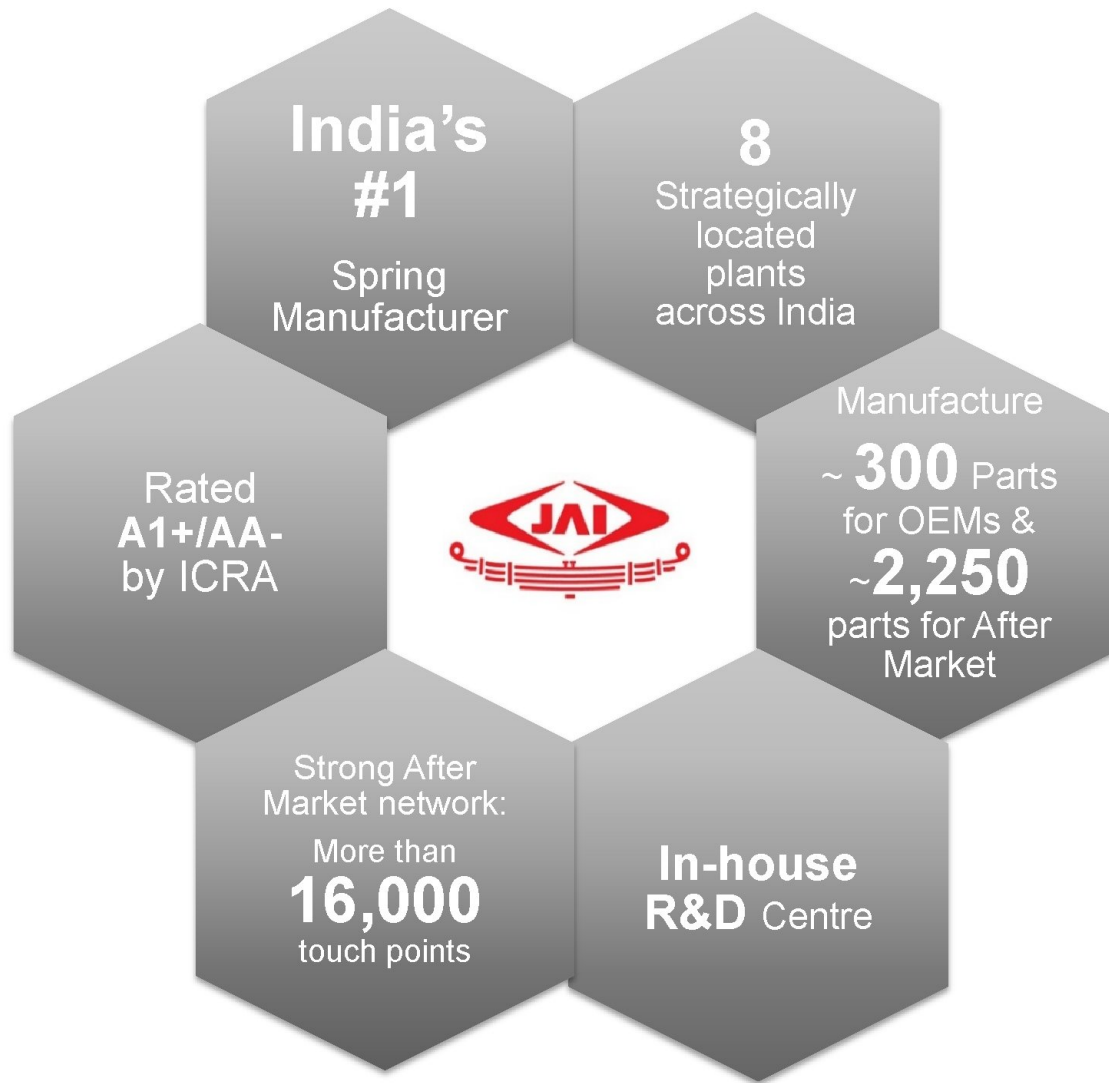 India's
#1
Spring
Manufacturer
8
Strategically
located
plants
across India
Manufacture
~ 300 Parts
for OEMs &
~2,250
parts for After
Market
In-house
R&D Centre
Strong After
Market network:
More than
16,000
touch points
Rated
A1+/AA-
by ICRA
JAI